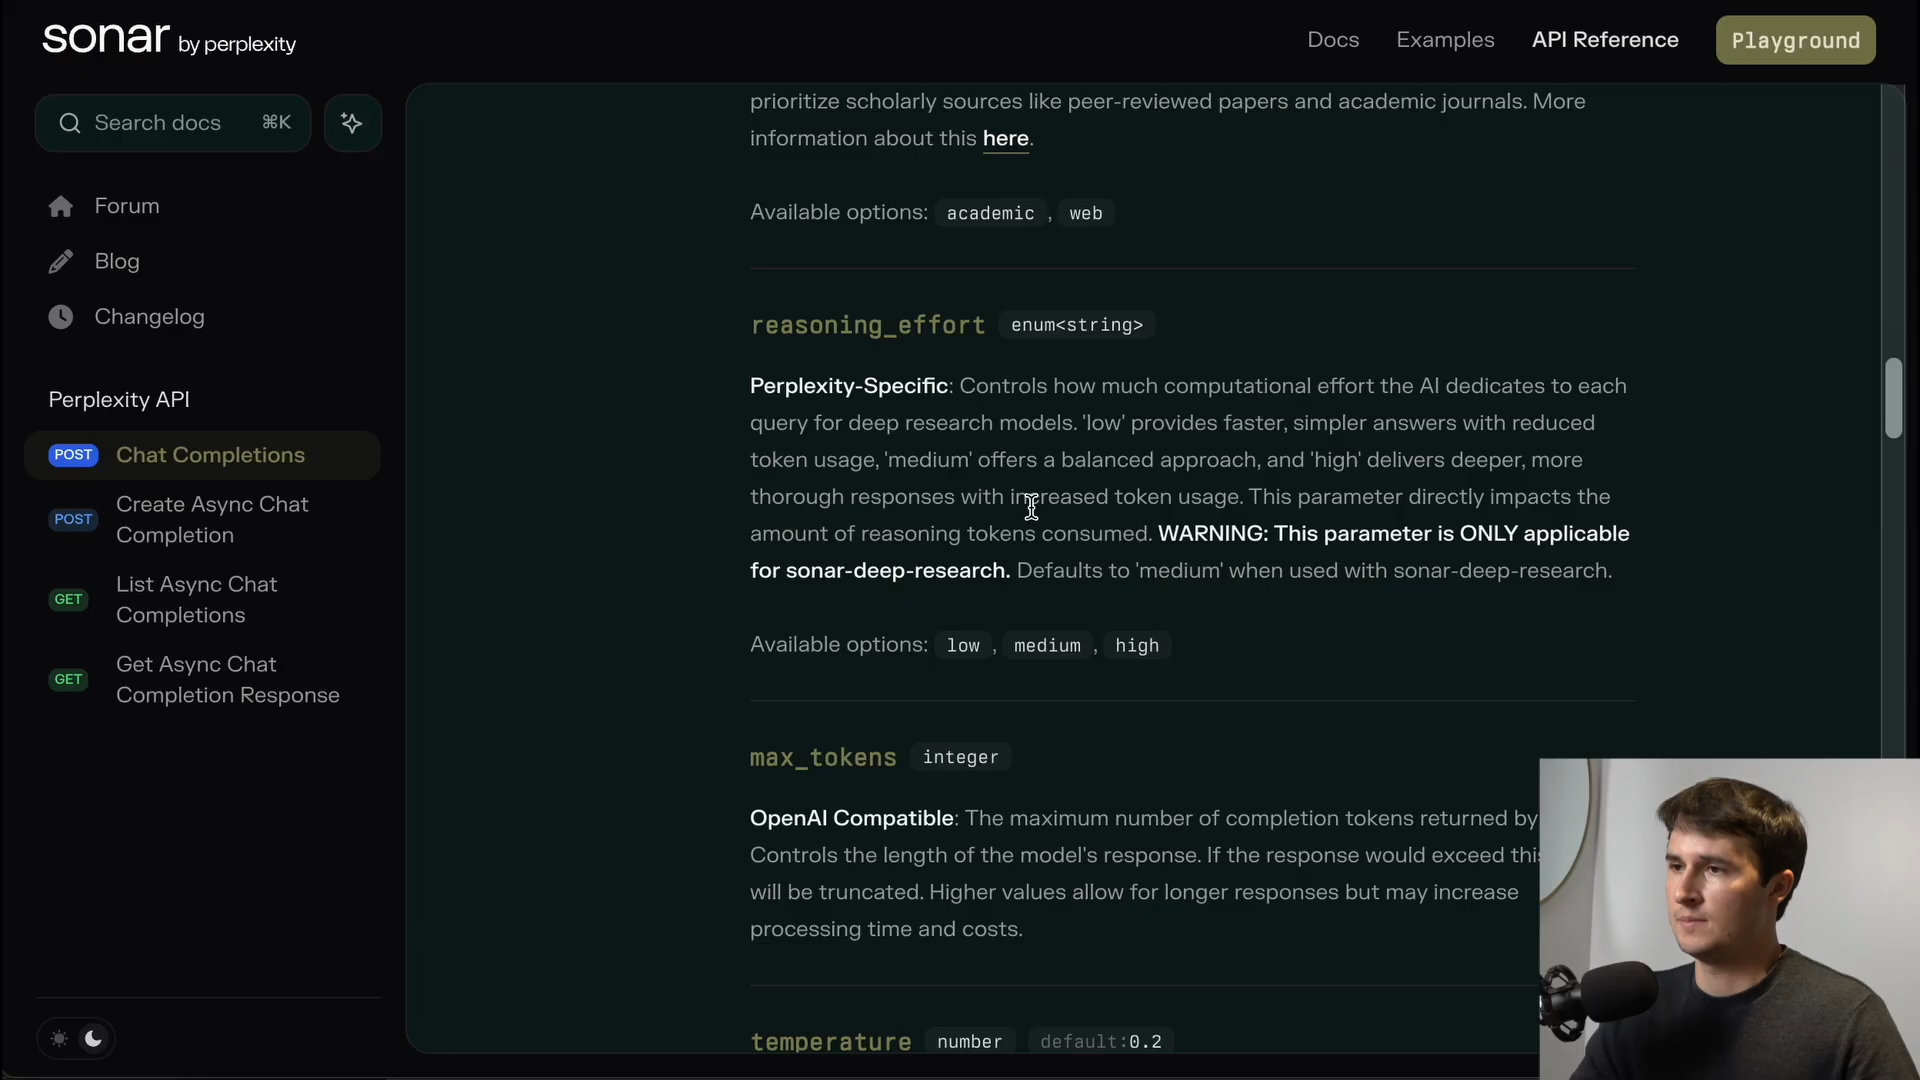 sonar by perplexity
Docs
Examples
API Reference
Playground
Search docs
⌘K
Forum
Blog
Changelog
Perplexity API
POST Chat Completions
POST Create Async Chat
Completion
GET List Async Chat
Completions
GET Get Async Chat
Completion Response
prioritize scholarly sources like peer-reviewed papers and academic journals. More
information about this here.
Available options: academic , web
reasoning_effort enum<string>
Perplexity-Specific: Controls how much computational effort the AI dedicates to each
query for deep research models. 'low' provides faster, simpler answers with reduced
token usage, 'medium' offers a balanced approach, and 'high' delivers deeper, more
thorough responses with increased token usage. This parameter directly impacts the
amount of reasoning tokens consumed. WARNING: This parameter is ONLY applicable
for sonar-deep-research. Defaults to 'medium' when used with sonar-deep-research.
Available options: low , medium , high
max_tokens integer
OpenAI Compatible: The maximum number of completion tokens returned by
Controls the length of the model's response. If the response would exceed this
will be truncated. Higher values allow for longer responses but may increase
processing time and costs.
temperature number default:0.2